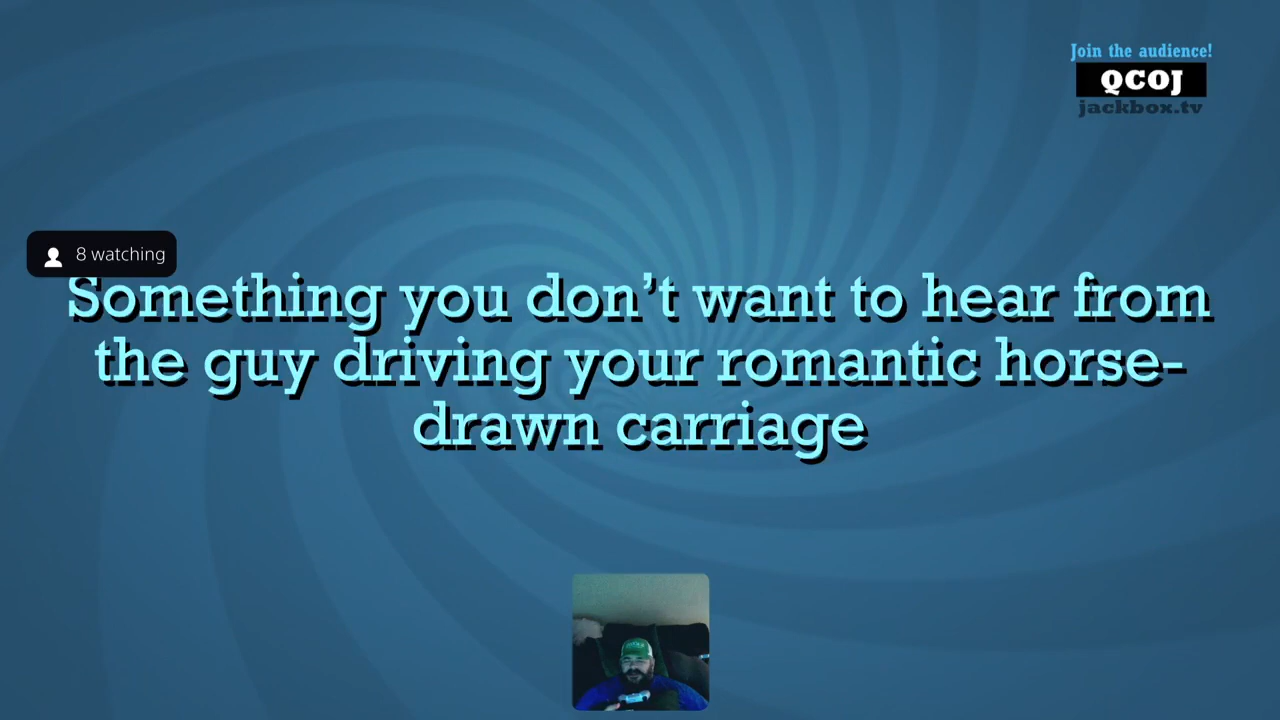 Join the audience!
QCOJ
jackbox.tv
8 watching
Something you don’t want to hear from
the guy driving your romantic horse-
drawn carriage